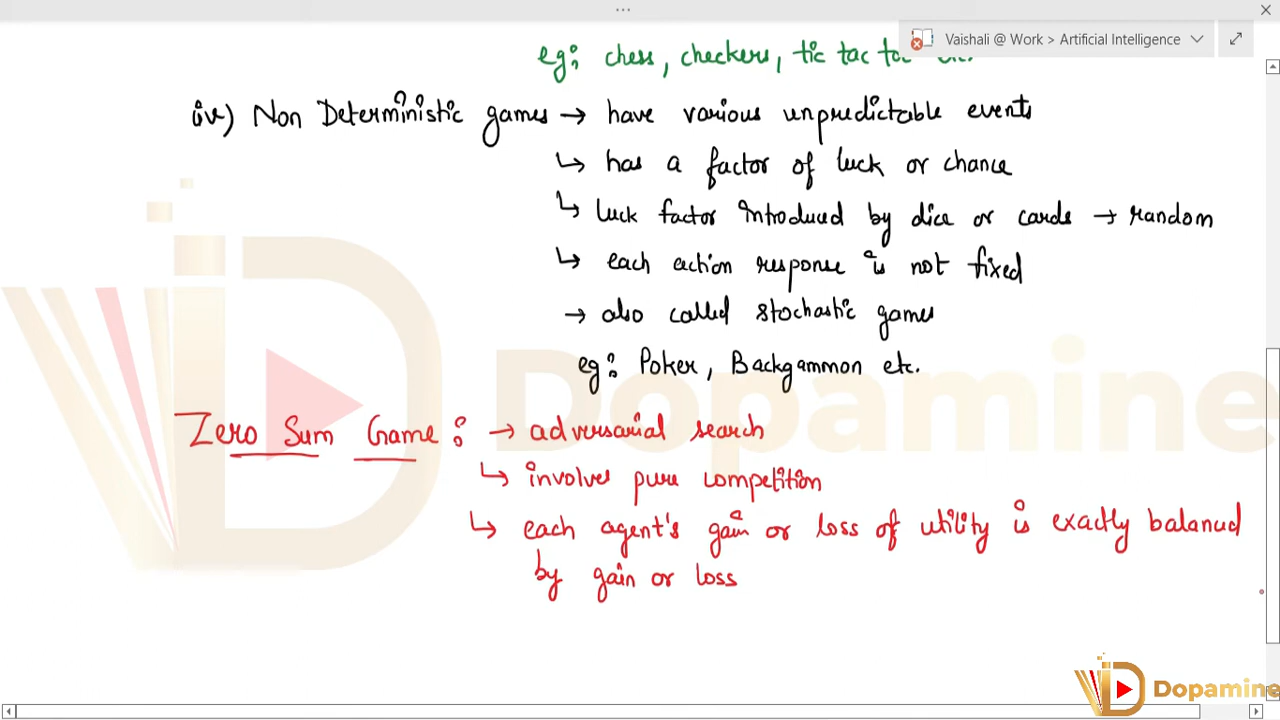 Vaishali @ Work > Artificial Intelligence
eg: chess, checkers, tic tac
iv) Non Deterministic games → have various unpredictable events
↳ has a factor of luck or chance
↳ luck factor introduced by dice or cards → random
↳ each action response is not fixed
→ also called stochastic games
eg: Poker, Backgammon etc.
Zero Sum Game : → adversarial search
↳ involves pure competition
↳ each agent's gain or loss of utility is exactly balanced
by gain or loss
Dopamine
Dopamine